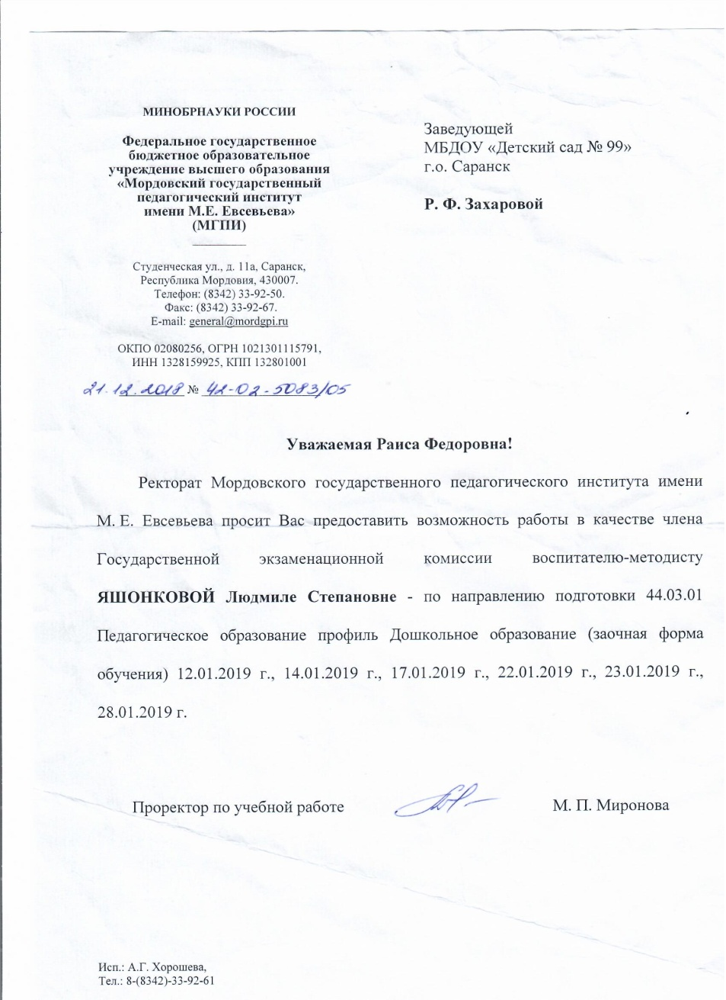 МИНОБРНАУКИ РОССИИ
Федеральное государственное
бюджетное образовательное
учреждение высшего образования
«Мордовский государственный
педагогический институт
имени М.Е. Евсевьева»
(МГПИ)
Студенческая ул., д. 11а, Саранск,
Республика Мордовия, 430007.
Телефон: (8342) 33-92-50.
Факс: (8342) 33-92-67.
E-mail: general@mordgpi.ru
ОКПО 02080256, ОГРН 1021301115791,
ИНН 1328159925, КПП 132801001
21.12.2018 № 42-02-5083/05
Заведующей
МБДОУ «Детский сад № 99»
г.о. Саранск
Р. Ф. Захаровой
Уважаемая Раиса Федоровна!
Ректорат Мордовского государственного педагогического института имени
М. Е. Евсевьева просит Вас предоставить возможность работы в качестве члена
Государственной экзаменационной комиссии воспитателю-методисту
ЯШОНКОВОЙ Людмиле Степановне - по направлению подготовки 44.03.01
Педагогическое образование профиль Дошкольное образование (заочная форма
обучения) 12.01.2019 г., 14.01.2019 г., 17.01.2019 г., 22.01.2019 г., 23.01.2019 г.,
28.01.2019 г.
Проректор по учебной работе М. П. Миронова
Исп.: А.Г. Хорошева,
Тел.: 8-(8342)-33-92-61